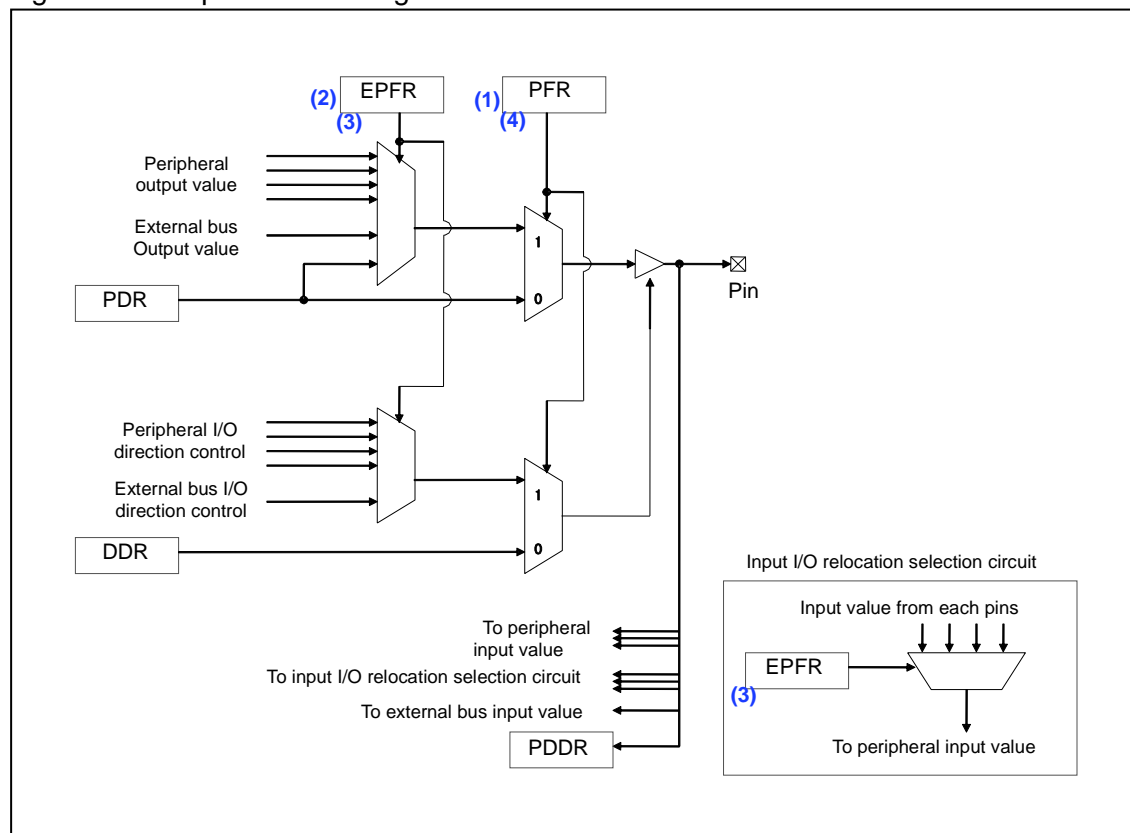 (2)
EPFR
(3)
(1)
PFR
(4)
Peripheral
output value
External bus
Output value
PDR
1
0
Pin
Peripheral I/O
direction control
External bus I/O
direction control
DDR
1
0
Input I/O relocation selection circuit
Input value from each pins
EPFR
(3)
To peripheral input value
To peripheral
input value
To input I/O relocation selection circuit
To external bus input value
PDDR